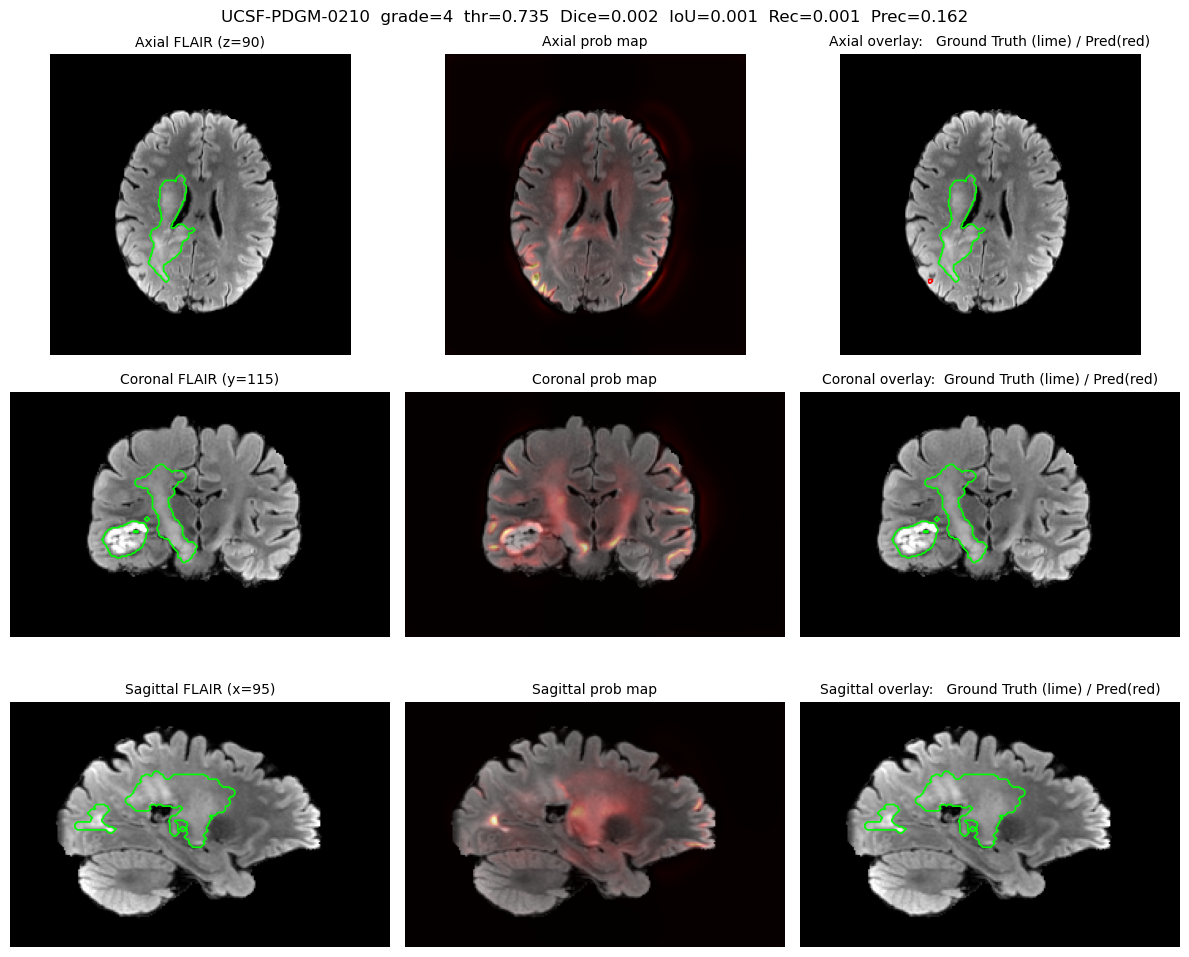 UCSF-PDGM-0210  grade=4  thr=0.735  Dice=0.002  IoU=0.001  Rec=0.001  Prec=0.162
Axial FLAIR (z=90)
Axial prob map
Axial overlay:   Ground Truth (lime) / Pred(red)
Coronal FLAIR (y=115)
Coronal prob map
Coronal overlay:  Ground Truth (lime) / Pred(red)
Sagittal FLAIR (x=95)
Sagittal prob map
Sagittal overlay:   Ground Truth (lime) / Pred(red)